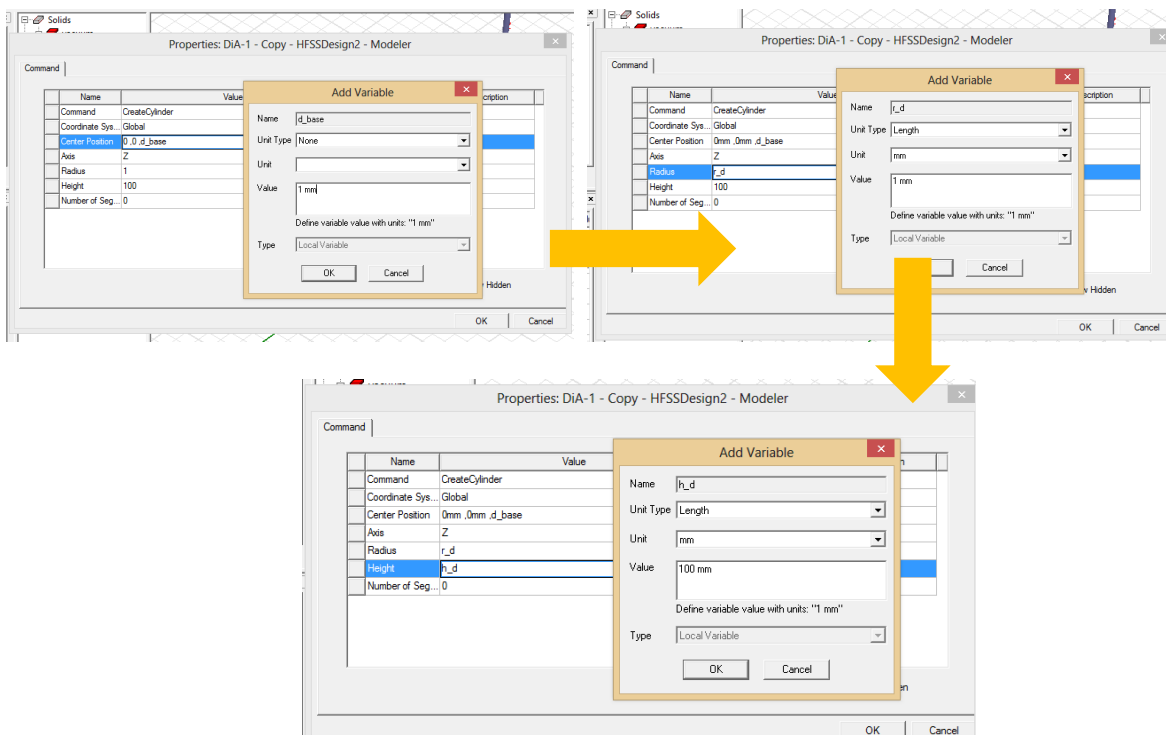 Solids
Properties: DiA-1 - Copy - HFSSDesign2 - Modeler
Command
Name Value
Command CreateCylinder
Coordinate Sys... Global
Center Position 0 ,0 ,d_base
Axis Z
Radius 1
Height 100
Number of Seg... 0
Add Variable
Name d_base
Unit Type None
Unit
Value 1 mm
Define variable value with units: "1 mm"
Type Local Variable
OK Cancel
Hidden
OK Cancel
Solids
Properties: DiA-1 - Copy - HFSSDesign2 - Modeler
Command
Name Value
Command CreateCylinder
Coordinate Sys... Global
Center Position 0mm ,0mm ,d_base
Axis Z
Radius r_d
Height 100
Number of Seg... 0
Add Variable
Name r_d
Unit Type Length
Unit mm
Value 1 mm
Define variable value with units: "1 mm"
Type Local Variable
Cancel
Hidden
OK Cancel
Properties: DiA-1 - Copy - HFSSDesign2 - Modeler
Command
Name Value
Command CreateCylinder
Coordinate Sys... Global
Center Position 0mm ,0mm ,d_base
Axis Z
Radius r_d
Height h_d
Number of Seg... 0
Add Variable
Name h_d
Unit Type Length
Unit mm
Value 100 mm
Define variable value with units: "1 mm"
Type Local Variable
OK Cancel
OK Cancel